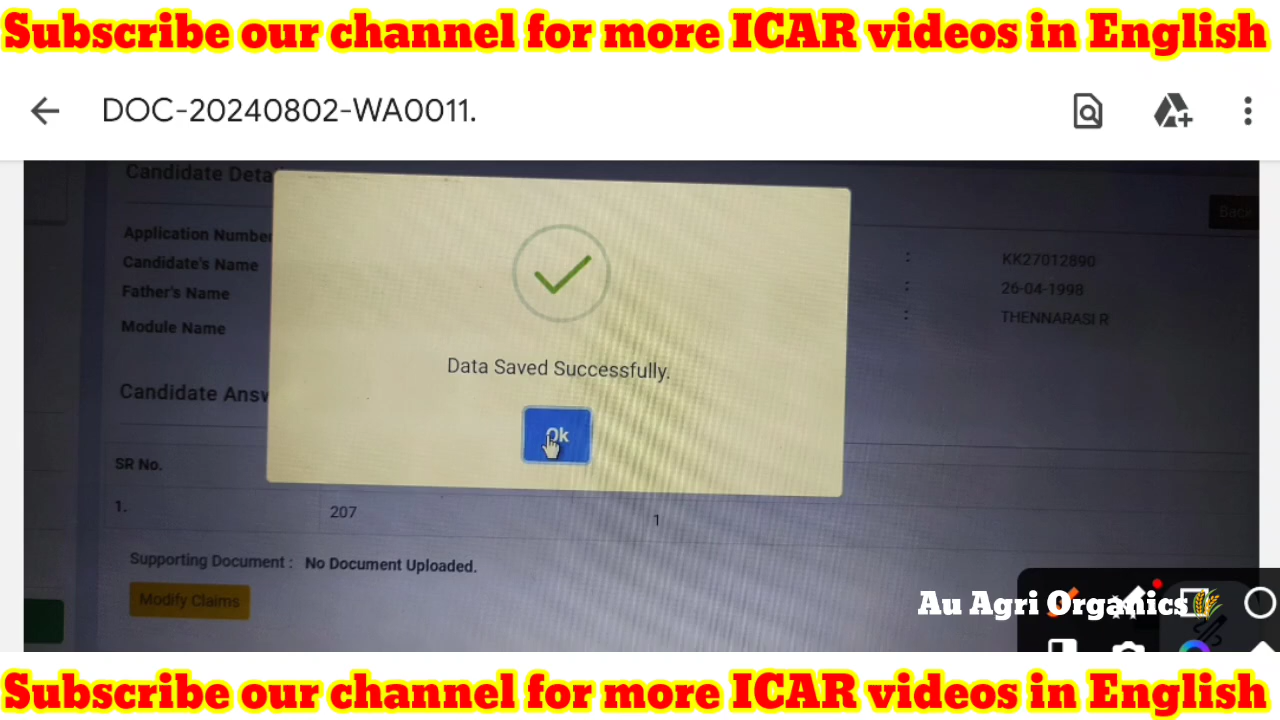 Subscribe our channel for more ICAR videos in English
DOC-20240802-WA0011.
Candidate Deta
Back
Application Number
: KK27012890
Candidate's Name
: 26-04-1998
Father's Name
: THENNARASI R
Module Name
Data Saved Successfully.
Ok
Candidate Answ
SR No.
1. 207 1
Supporting Document : No Document Uploaded.
Modify Claims
Au Agri Organics
Subscribe our channel for more ICAR videos in English